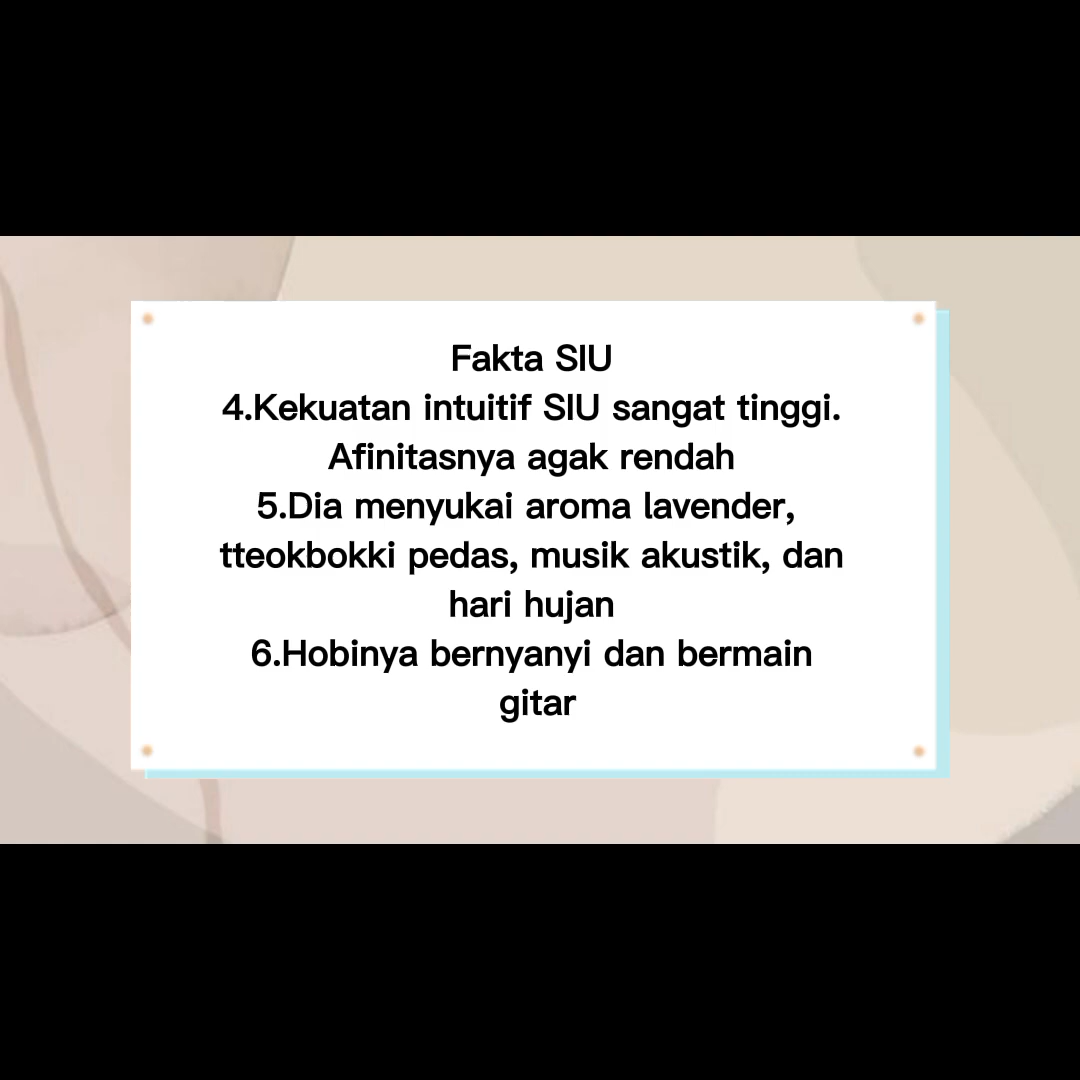 Fakta SIU
4.Kekuatan intuitif SIU sangat tinggi.
Afinitasnya agak rendah
5.Dia menyukai aroma lavender,
tteokbokki pedas, musik akustik, dan
hari hujan
6.Hobinya bernyanyi dan bermain
gitar